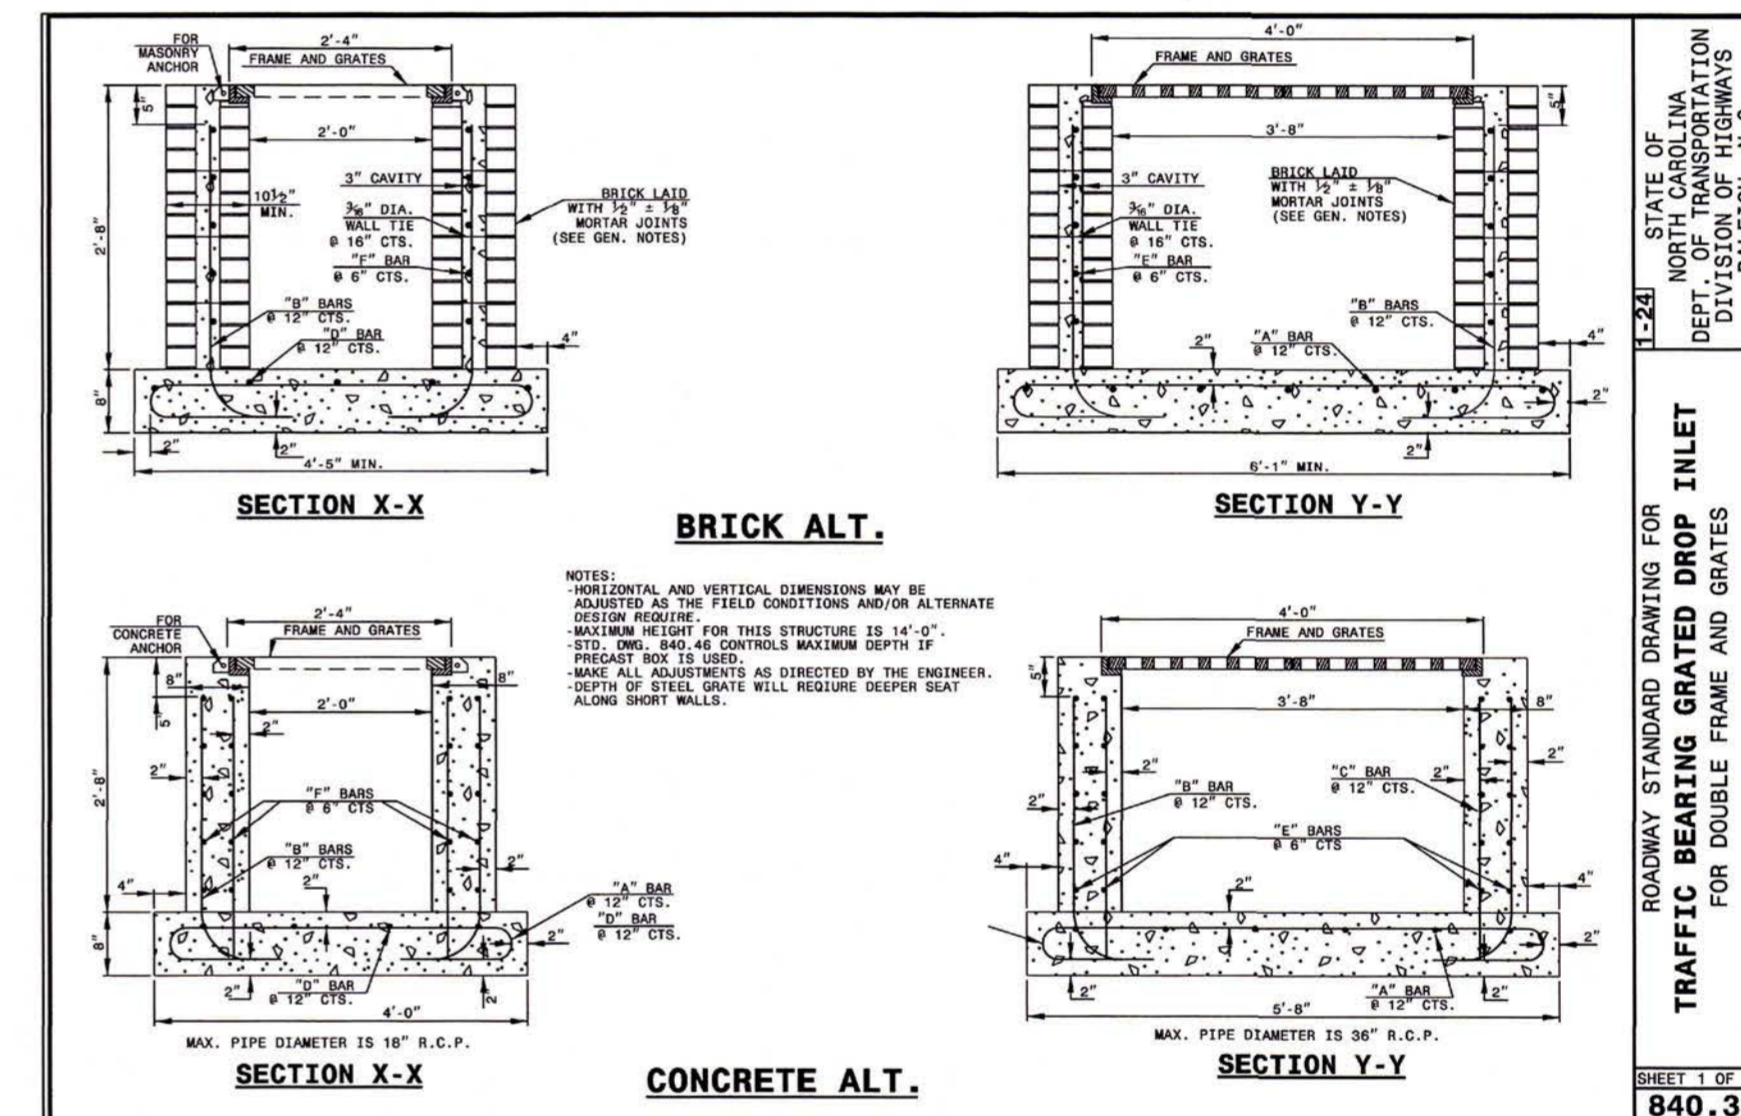 FOR
MASONRY
ANCHOR
2'-4"
FRAME AND GRATES
5"
2'-0"
2'-8"
10½"
MIN.
3" CAVITY
3/16" DIA.
WALL TIE
@ 16" CTS.
"F" BAR
@ 6" CTS.
BRICK LAID
WITH ½" ± ⅛"
MORTAR JOINTS
(SEE GEN. NOTES)
"B" BARS
@ 12" CTS.
"D" BAR
@ 12" CTS.
4"
8"
2"
2"
4'-5" MIN.
SECTION X-X
4'-0"
FRAME AND GRATES
5"
3'-8"
3" CAVITY
3/16" DIA.
WALL TIE
@ 16" CTS.
"E" BAR
@ 6" CTS.
BRICK LAID
WITH ½" ± ⅛"
MORTAR JOINTS
(SEE GEN. NOTES)
"B" BARS
@ 12" CTS.
2"
"A" BAR
@ 12" CTS.
4"
2"
2"
6'-1" MIN.
SECTION Y-Y
BRICK ALT.
NOTES:
-HORIZONTAL AND VERTICAL DIMENSIONS MAY BE
ADJUSTED AS THE FIELD CONDITIONS AND/OR ALTERNATE
DESIGN REQUIRE.
-MAXIMUM HEIGHT FOR THIS STRUCTURE IS 14'-0".
-STD. DWG. 840.46 CONTROLS MAXIMUM DEPTH IF
PRECAST BOX IS USED.
-MAKE ALL ADJUSTMENTS AS DIRECTED BY THE ENGINEER.
-DEPTH OF STEEL GRATE WILL REQIURE DEEPER SEAT
ALONG SHORT WALLS.
FOR
CONCRETE
ANCHOR
2'-4"
FRAME AND GRATES
8"
8"
5"
2'-0"
2"
2"
2'-8"
"F" BARS
@ 6" CTS
"B" BARS
@ 12" CTS.
2"
4"
2"
"A" BAR
@ 12" CTS.
"D" BAR
@ 12" CTS.
8"
2"
2"
"D" BAR
@ 12" CTS.
2"
4'-0"
MAX. PIPE DIAMETER IS 18" R.C.P.
SECTION X-X
4'-0"
FRAME AND GRATES
5"
3'-8"
8"
2"
2"
2"
"B" BAR
@ 12" CTS.
"C" BAR
@ 12" CTS.
2"
"E" BARS
@ 6" CTS
4"
2"
4"
2"
2"
"A" BAR
@ 12" CTS.
2"
5'-8"
MAX. PIPE DIAMETER IS 36" R.C.P.
SECTION Y-Y
CONCRETE ALT.
1-24
STATE OF
NORTH CAROLINA
DEPT. OF TRANSPORTATION
DIVISION OF HIGHWAYS
ROADWAY STANDARD DRAWING FOR
TRAFFIC BEARING GRATED DROP INLET
FOR DOUBLE FRAME AND GRATES
SHEET 1 OF
840.3